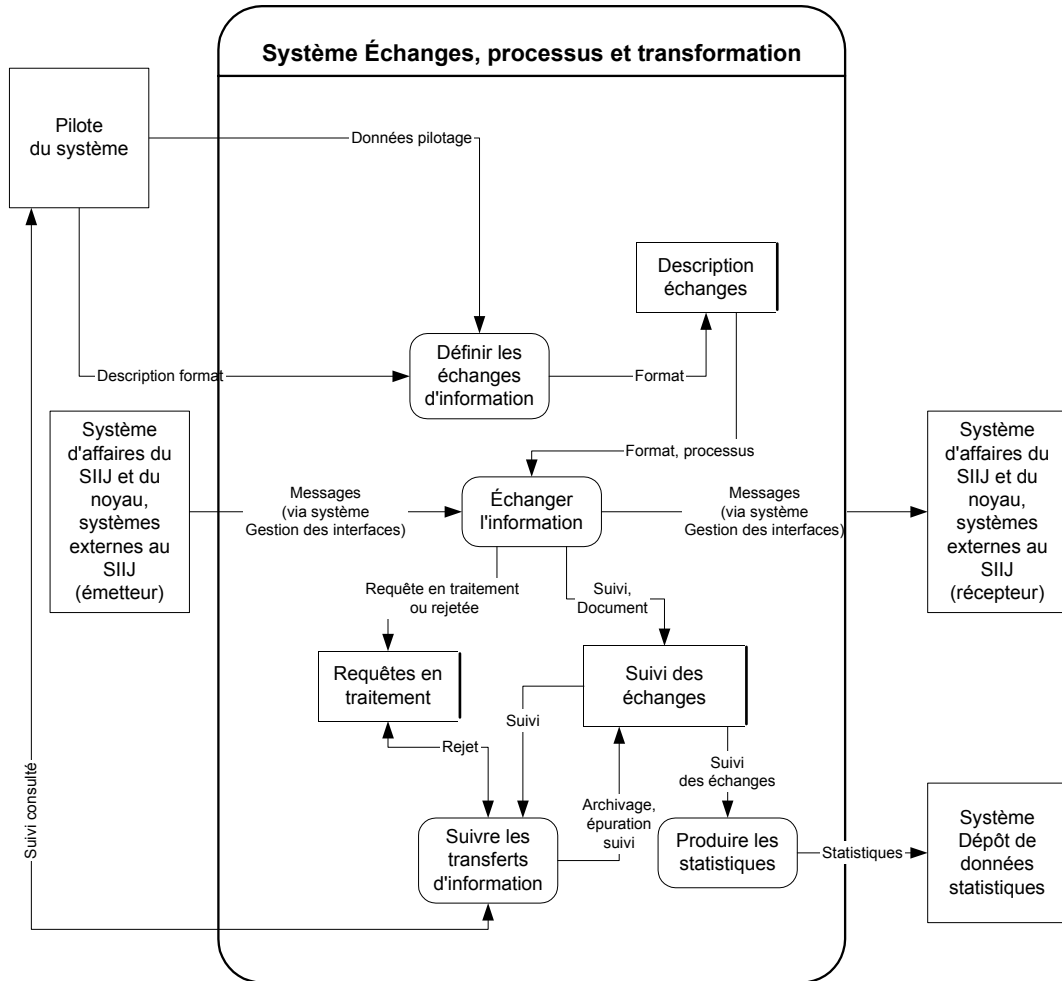 Système Échanges, processus et transformation
Pilote
du système
Données pilotage
Description
échanges
Définir les
échanges
d'information
Description format
Format
Système
d'affaires du
SIIJ et du
noyau,
systèmes
externes au
SIIJ
(émetteur)
Format, processus
Messages
(via système
Gestion des interfaces)
Échanger
l'information
Messages
(via système
Gestion des interfaces)
Système
d'affaires du
SIIJ et du
noyau,
systèmes
externes au
SIIJ
(récepteur)
Requête en traitement
ou rejetée
Suivi,
Document
Requêtes en
traitement
Suivi des
échanges
Suivi
Rejet
Suivi
des échanges
Archivage,
épuration
suivi
Suivi consulté
Suivre les
transferts
d'information
Produire les
statistiques
Statistiques
Système
Dépôt de
données
statistiques